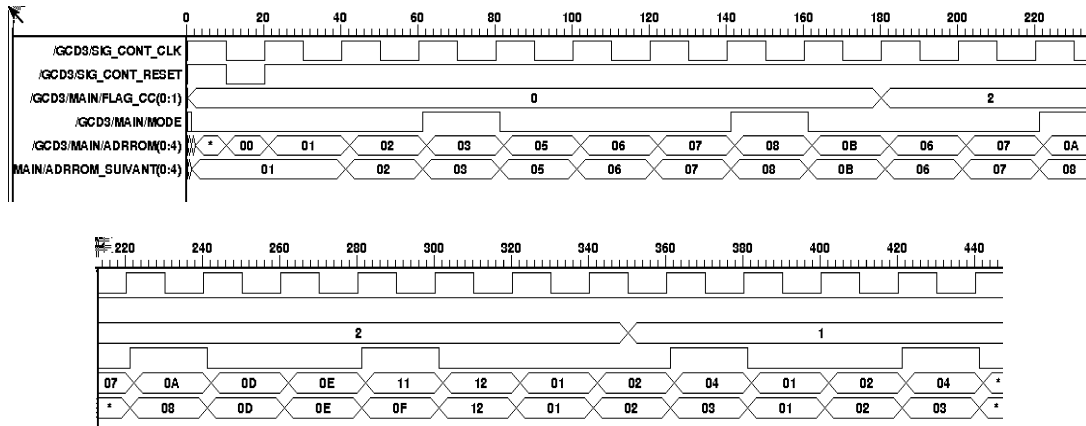 0 20 40 60 80 100 120 140 160 180 200 220
/GCD3/SIG_CONT_CLK
/GCD3/SIG_CONT_RESET
/GCD3/MAIN/FLAG_CC(0:1) 0 2
/GCD3/MAIN/MODE
/GCD3/MAIN/ADRROM(0:4) * 00 01 02 03 05 06 07 08 0B 06 07 0A
MAIN/ADRROM_SUIVANT(0:4) 01 02 03 05 06 07 08 0B 06 07 08
220 240 260 280 300 320 340 360 380 400 420 440
2 1
07 0A 0D 0E 11 12 01 02 04 01 02 04 *
* 08 0D 0E 0F 12 01 02 03 01 02 03 *